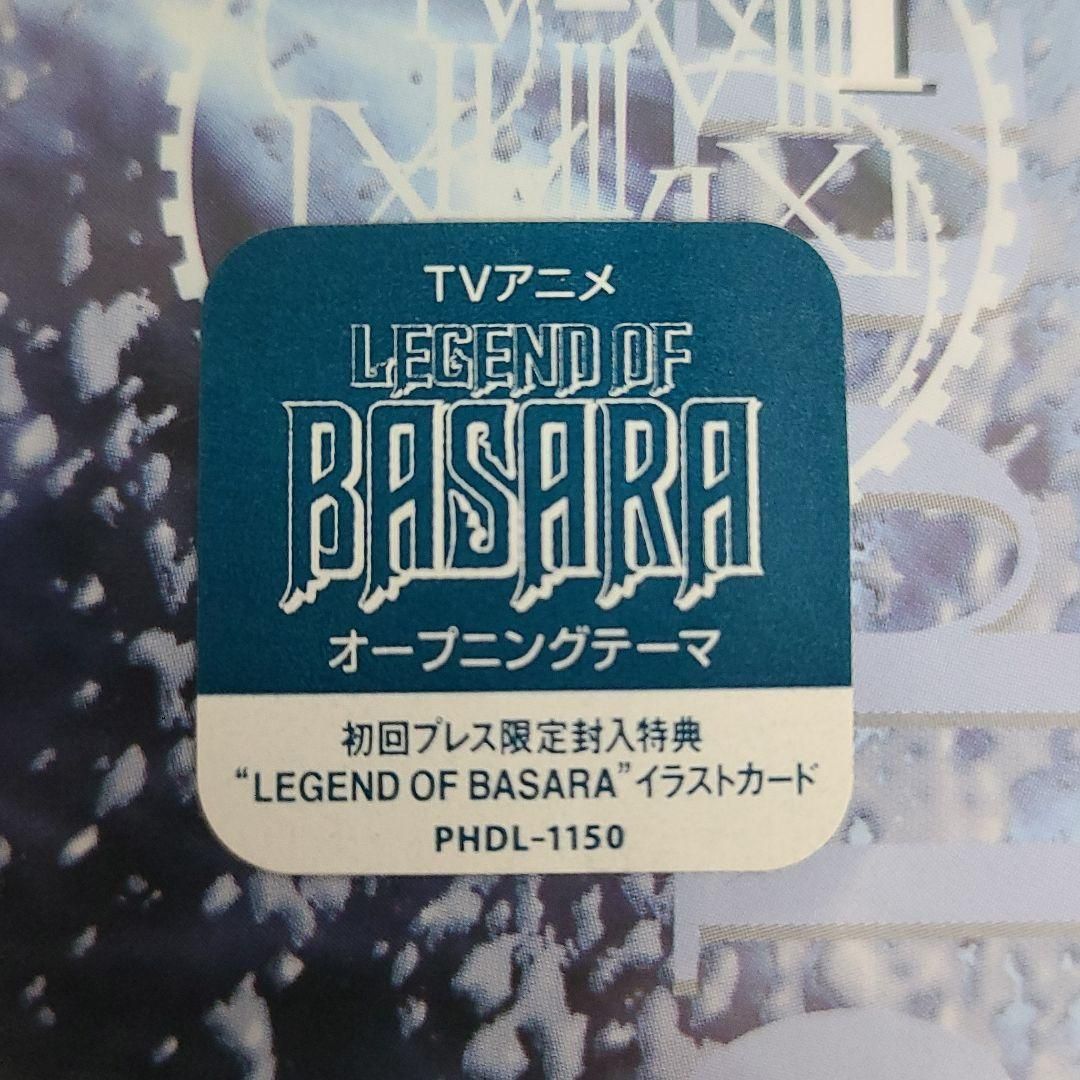 TVアニメ
LEGEND OF
BASARA
オープニングテーマ
初回プレス限定封入特典
“LEGEND OF BASARA”イラストカード
PHDL-1150